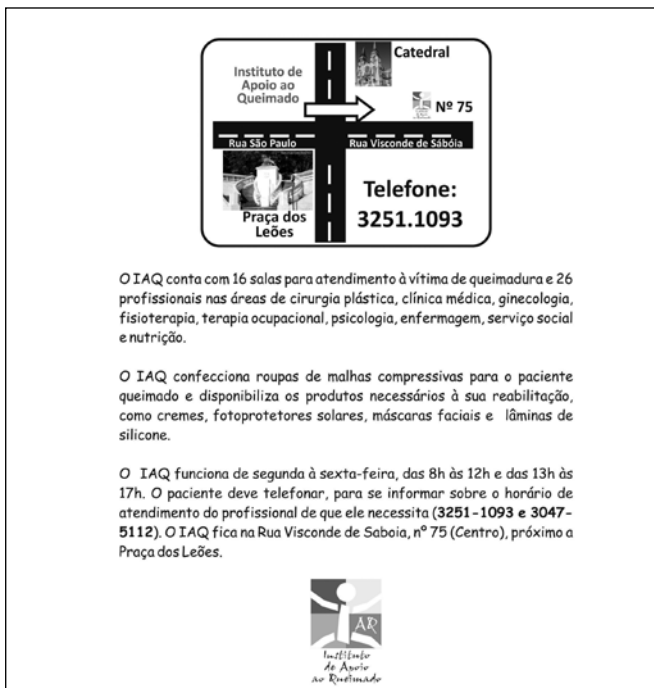 Catedral
Instituto de
Apoio ao
Queimado
Nº 75
Rua São Paulo
Rua Visconde de Sábóia
Telefone:
3251.1093
Praça dos
Leões
O IAQ conta com 16 salas para atendimento à vítima de queimadura e 26
profissionais nas áreas de cirurgia plástica, clínica médica, ginecologia,
fisioterapia, terapia ocupacional, psicologia, enfermagem, serviço social
e nutrição.
O IAQ confecciona roupas de malhas compressivas para o paciente
queimado e disponibiliza os produtos necessários à sua reabilitação,
como cremes, fotoprotetores solares, máscaras faciais e lâminas de
silicone.
O IAQ funciona de segunda à sexta-feira, das 8h às 12h e das 13h às
17h. O paciente deve telefonar, para se informar sobre o horário de
atendimento do profissional de que ele necessita (3251-1093 e 3047-
5112). O IAQ fica na Rua Visconde de Saboia, nº 75 (Centro), próximo a
Praça dos Leões.
Instituto
de Apoio
ao Queimado